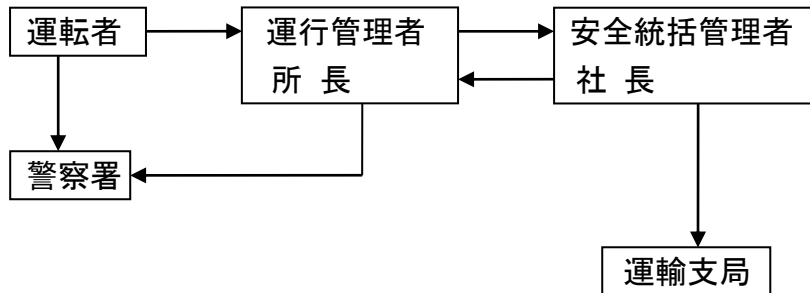 運転者
運行管理者
所 長
安全統括管理者
社 長
警察署
運輸支局